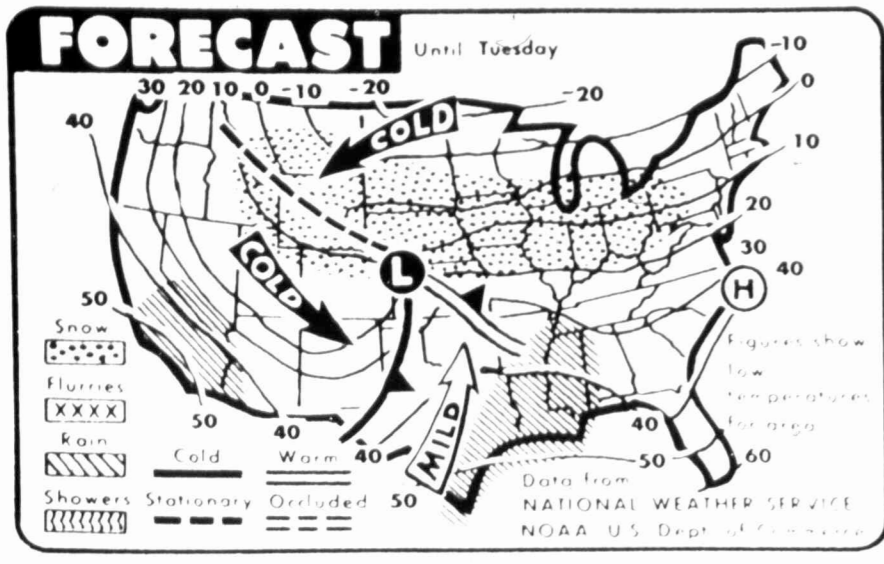 FORECAST
Until Tuesday
30 20 10 0 -10 -20
-20
-10
0
10
20
30
40
40
COLD
COLD
L
H
50
50
40
40
50
MILD
40
50
60
Snow
Flurries
Rain
Showers
Cold
Warm
Stationary
Occluded
Figures show
low
temperatures
for area
Data from
NATIONAL WEATHER SERVICE
NOAA U.S. Dept. of Commerce